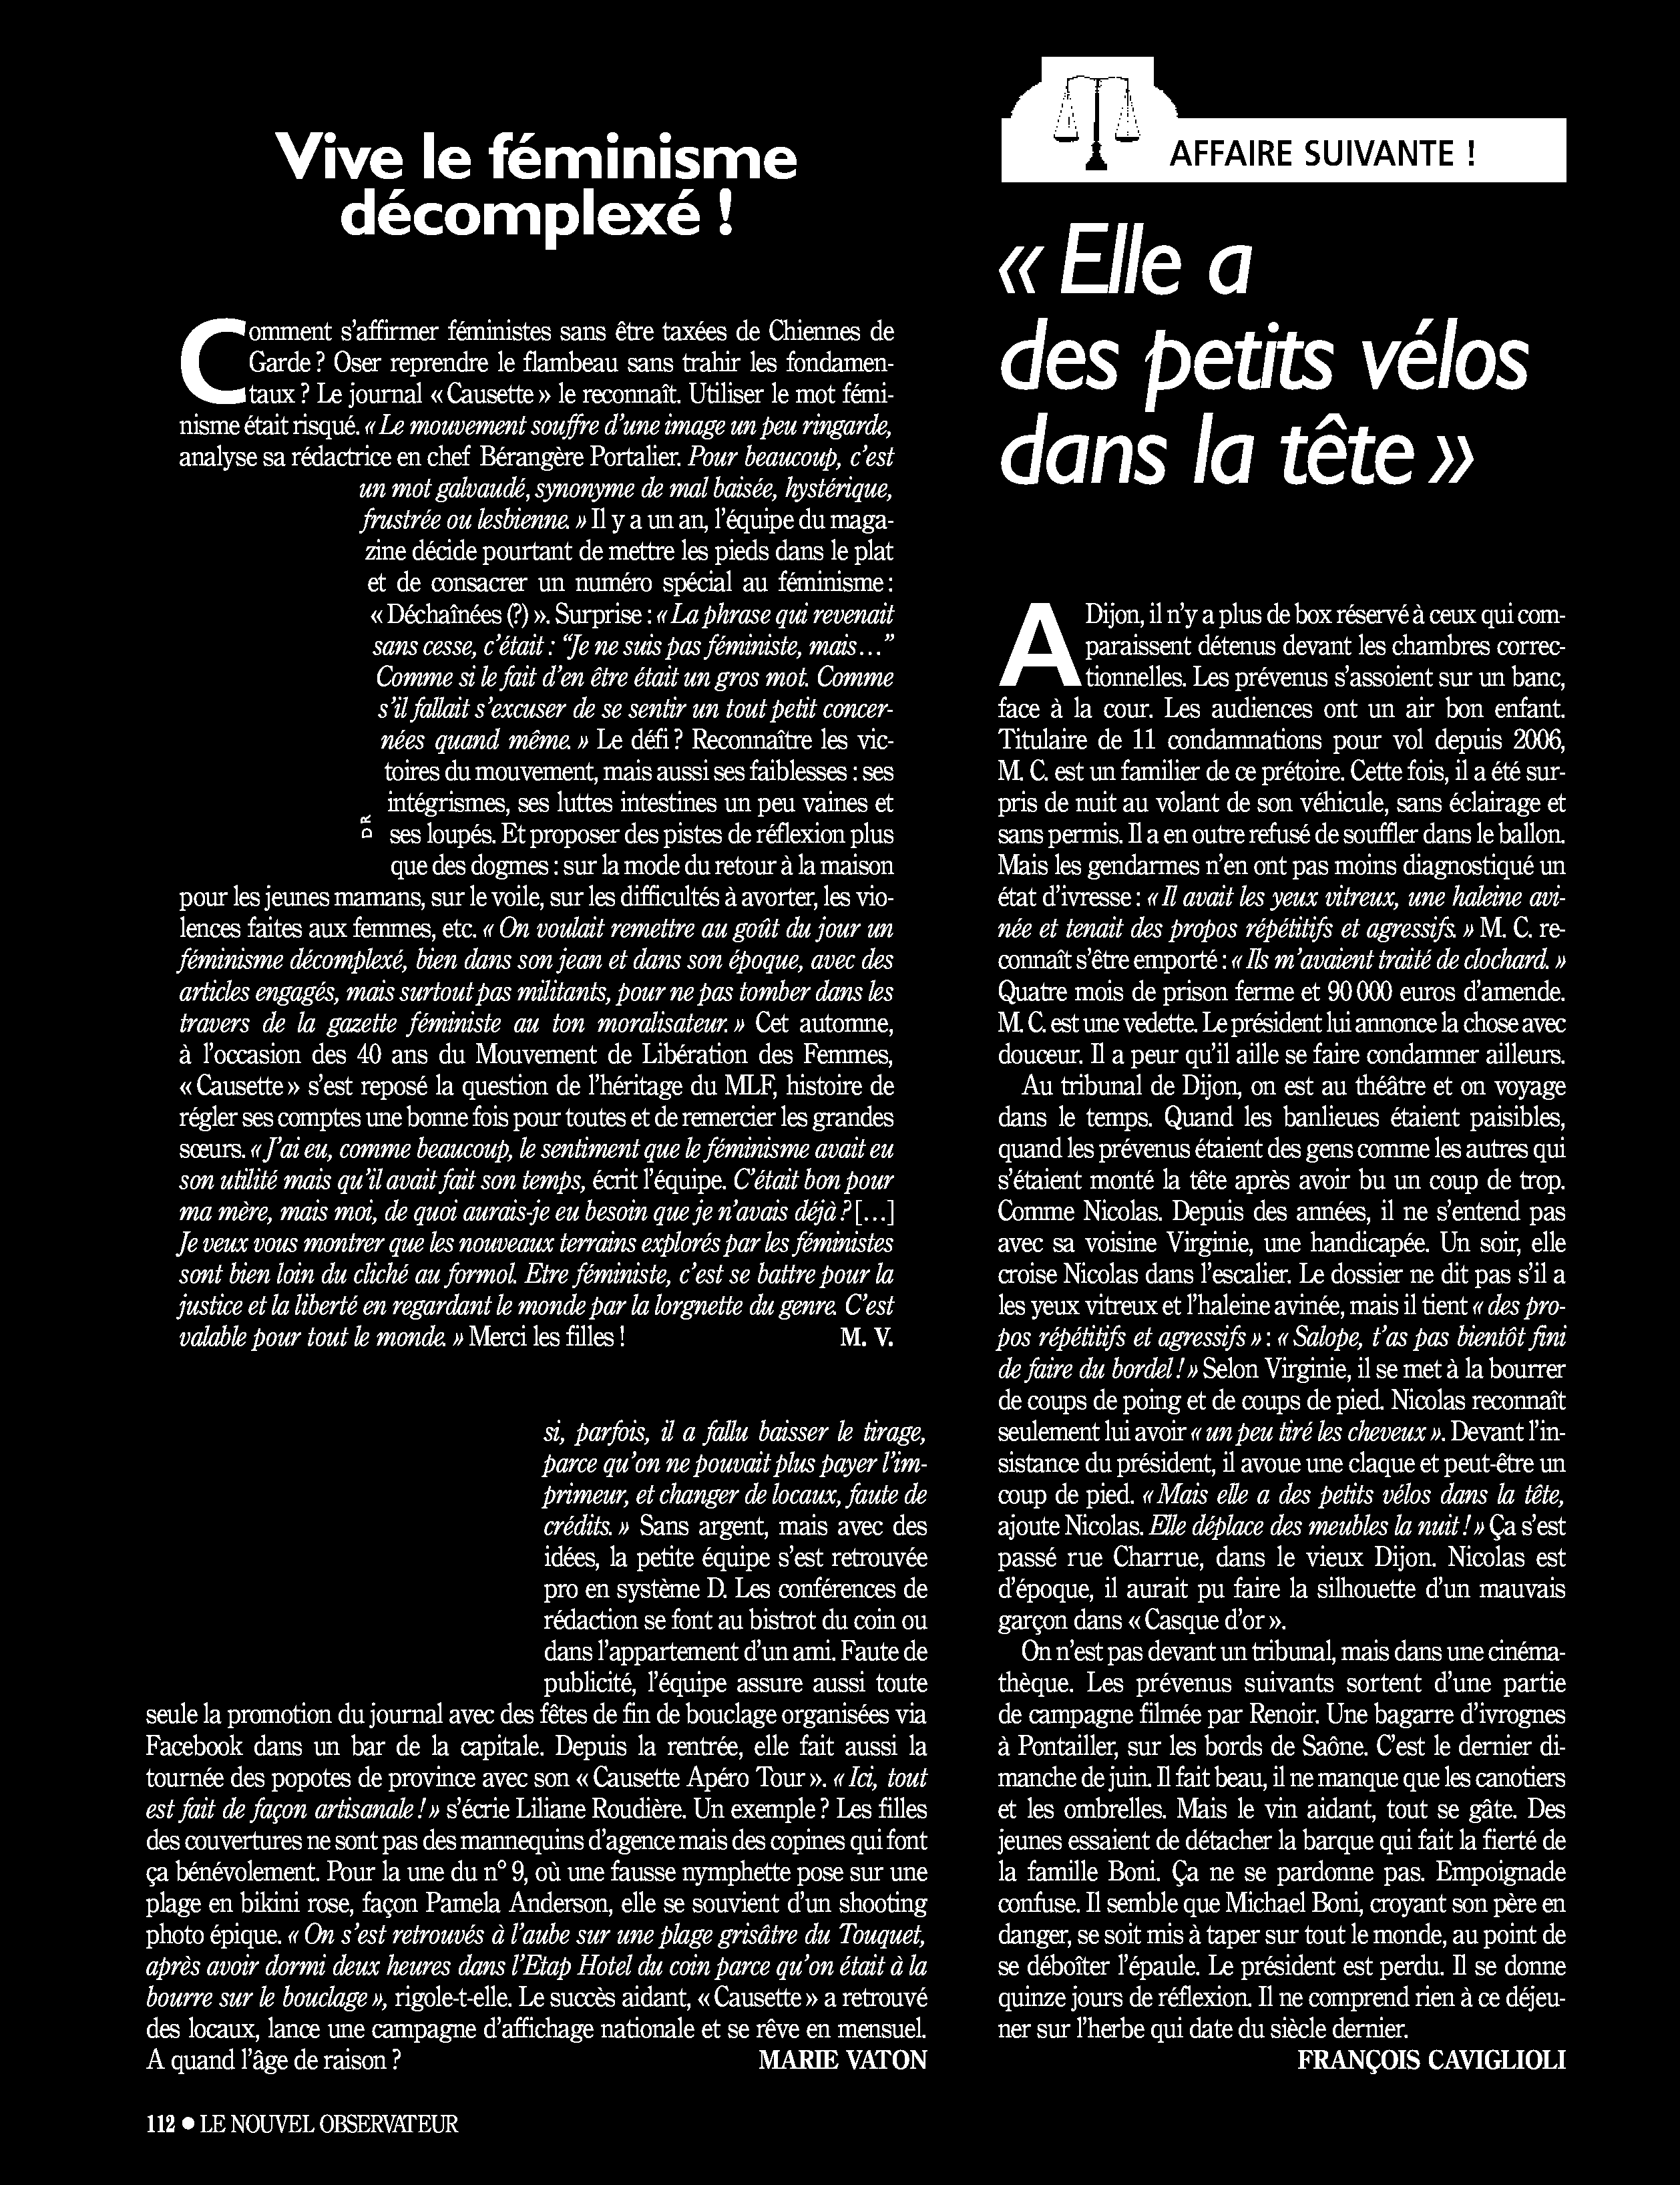 Vive le féminisme
décomplexé !
Comment s’affirmer féministes sans être taxées de Chiennes de
Garde ? Oser reprendre le flambeau sans trahir les fondamen-
taux ? Le journal « Causette » le reconnaît. Utiliser le mot fémi-
nisme était risqué. « Le mouvement souffre d’une image un peu ringarde,
analyse sa rédactrice en chef Bérangère Portalier. Pour beaucoup, c’est
un mot galvaudé, synonyme de mal baisée, hystérique,
frustrée ou lesbienne. » Il y a un an, l’équipe du maga-
zine décide pourtant de mettre les pieds dans le plat
et de consacrer un numéro spécial au féminisme :
« Déchaînées (?) ». Surprise : « La phrase qui revenait
sans cesse, c’était : “Je ne suis pas féministe, mais…”
Comme si le fait d’en être était un gros mot. Comme
s’il fallait s’excuser de se sentir un tout petit concer-
nées quand même. » Le défi ? Reconnaître les vic-
toires du mouvement, mais aussi ses faiblesses : ses
intégrismes, ses luttes intestines un peu vaines et
ses loupés. Et proposer des pistes de réflexion plus
que des dogmes : sur la mode du retour à la maison
pour les jeunes mamans, sur le voile, sur les difficultés à avorter, les vio-
lences faites aux femmes, etc. « On voulait remettre au goût du jour un
féminisme décomplexé, bien dans son jean et dans son époque, avec des
articles engagés, mais surtout pas militants, pour ne pas tomber dans les
travers de la gazette féministe au ton moralisateur. » Cet automne,
à l’occasion des 40 ans du Mouvement de Libération des Femmes,
« Causette » s’est reposé la question de l’héritage du MLF, histoire de
régler ses comptes une bonne fois pour toutes et de remercier les grandes
sœurs. « J’ai eu, comme beaucoup, le sentiment que le féminisme avait eu
son utilité mais qu’il avait fait son temps, écrit l’équipe. C’était bon pour
ma mère, mais moi, de quoi aurais-je eu besoin que je n’avais déjà ? […]
Je veux vous montrer que les nouveaux terrains explorés par les féministes
sont bien loin du cliché au formol. Etre féministe, c’est se battre pour la
justice et la liberté en regardant le monde par la lorgnette du genre. C’est
valable pour tout le monde. » Merci les filles ! M. V.
DR
si, parfois, il a fallu baisser le tirage,
parce qu’on ne pouvait plus payer l’im-
primeur, et changer de locaux, faute de
crédits. » Sans argent, mais avec des
idées, la petite équipe s’est retrouvée
pro en système D. Les conférences de
rédaction se font au bistrot du coin ou
dans l’appartement d’un ami. Faute de
publicité, l’équipe assure aussi toute
seule la promotion du journal avec des fêtes de fin de bouclage organisées via
Facebook dans un bar de la capitale. Depuis la rentrée, elle fait aussi la
tournée des popotes de province avec son « Causette Apéro Tour ». « Ici, tout
est fait de façon artisanale ! » s’écrie Liliane Roudière. Un exemple ? Les filles
des couvertures ne sont pas des mannequins d’agence mais des copines qui font
ça bénévolement. Pour la une du n° 9, où une fausse nymphette pose sur une
plage en bikini rose, façon Pamela Anderson, elle se souvient d’un shooting
photo épique. « On s’est retrouvés à l’aube sur une plage grisâtre du Touquet,
après avoir dormi deux heures dans l’Etap Hotel du coin parce qu’on était à la
bourre sur le bouclage », rigole-t-elle. Le succès aidant, « Causette » a retrouvé
des locaux, lance une campagne d’affichage nationale et se rêve en mensuel.
A quand l’âge de raison ? MARIE VATON
AFFAIRE SUIVANTE !
« Elle a
des petits vélos
dans la tête »
A Dijon, il n’y a plus de box réservé à ceux qui com-
paraissent détenus devant les chambres correc-
tionnelles. Les prévenus s’assoient sur un banc,
face à la cour. Les audiences ont un air bon enfant.
Titulaire de 11 condamnations pour vol depuis 2006,
M. C. est un familier de ce prétoire. Cette fois, il a été sur-
pris de nuit au volant de son véhicule, sans éclairage et
sans permis. Il a en outre refusé de souffler dans le ballon.
Mais les gendarmes n’en ont pas moins diagnostiqué un
état d’ivresse : « Il avait les yeux vitreux, une haleine avi-
née et tenait des propos répétitifs et agressifs. » M. C. re-
connaît s’être emporté : « Ils m’avaient traité de clochard. »
Quatre mois de prison ferme et 90 000 euros d’amende.
M. C. est une vedette. Le président lui annonce la chose avec
douceur. Il a peur qu’il aille se faire condamner ailleurs.
Au tribunal de Dijon, on est au théâtre et on voyage
dans le temps. Quand les banlieues étaient paisibles,
quand les prévenus étaient des gens comme les autres qui
s’étaient monté la tête après avoir bu un coup de trop.
Comme Nicolas. Depuis des années, il ne s’entend pas
avec sa voisine Virginie, une handicapée. Un soir, elle
croise Nicolas dans l’escalier. Le dossier ne dit pas s’il a
les yeux vitreux et l’haleine avinée, mais il tient « des pro-
pos répétitifs et agressifs » : « Salope, t’as pas bientôt fini
de faire du bordel ! » Selon Virginie, il se met à la bourrer
de coups de poing et de coups de pied. Nicolas reconnaît
seulement lui avoir « un peu tiré les cheveux ». Devant l’in-
sistance du président, il avoue une claque et peut-être un
coup de pied. « Mais elle a des petits vélos dans la tête,
ajoute Nicolas. Elle déplace des meubles la nuit ! » Ça s’est
passé rue Charrue, dans le vieux Dijon. Nicolas est
d’époque, il aurait pu faire la silhouette d’un mauvais
garçon dans « Casque d’or ».
On n’est pas devant un tribunal, mais dans une cinéma-
thèque. Les prévenus suivants sortent d’une partie
de campagne filmée par Renoir. Une bagarre d’ivrognes
à Pontailler, sur les bords de Saône. C’est le dernier di-
manche de juin. Il fait beau, il ne manque que les canotiers
et les ombrelles. Mais le vin aidant, tout se gâte. Des
jeunes essaient de détacher la barque qui fait la fierté de
la famille Boni. Ça ne se pardonne pas. Empoignade
confuse. Il semble que Michael Boni, croyant son père en
danger, se soit mis à taper sur tout le monde, au point de
se déboîter l’épaule. Le président est perdu. Il se donne
quinze jours de réflexion. Il ne comprend rien à ce déjeu-
ner sur l’herbe qui date du siècle dernier.
FRANÇOIS CAVIGLIOLI
112 ● LE NOUVEL OBSERVATEUR